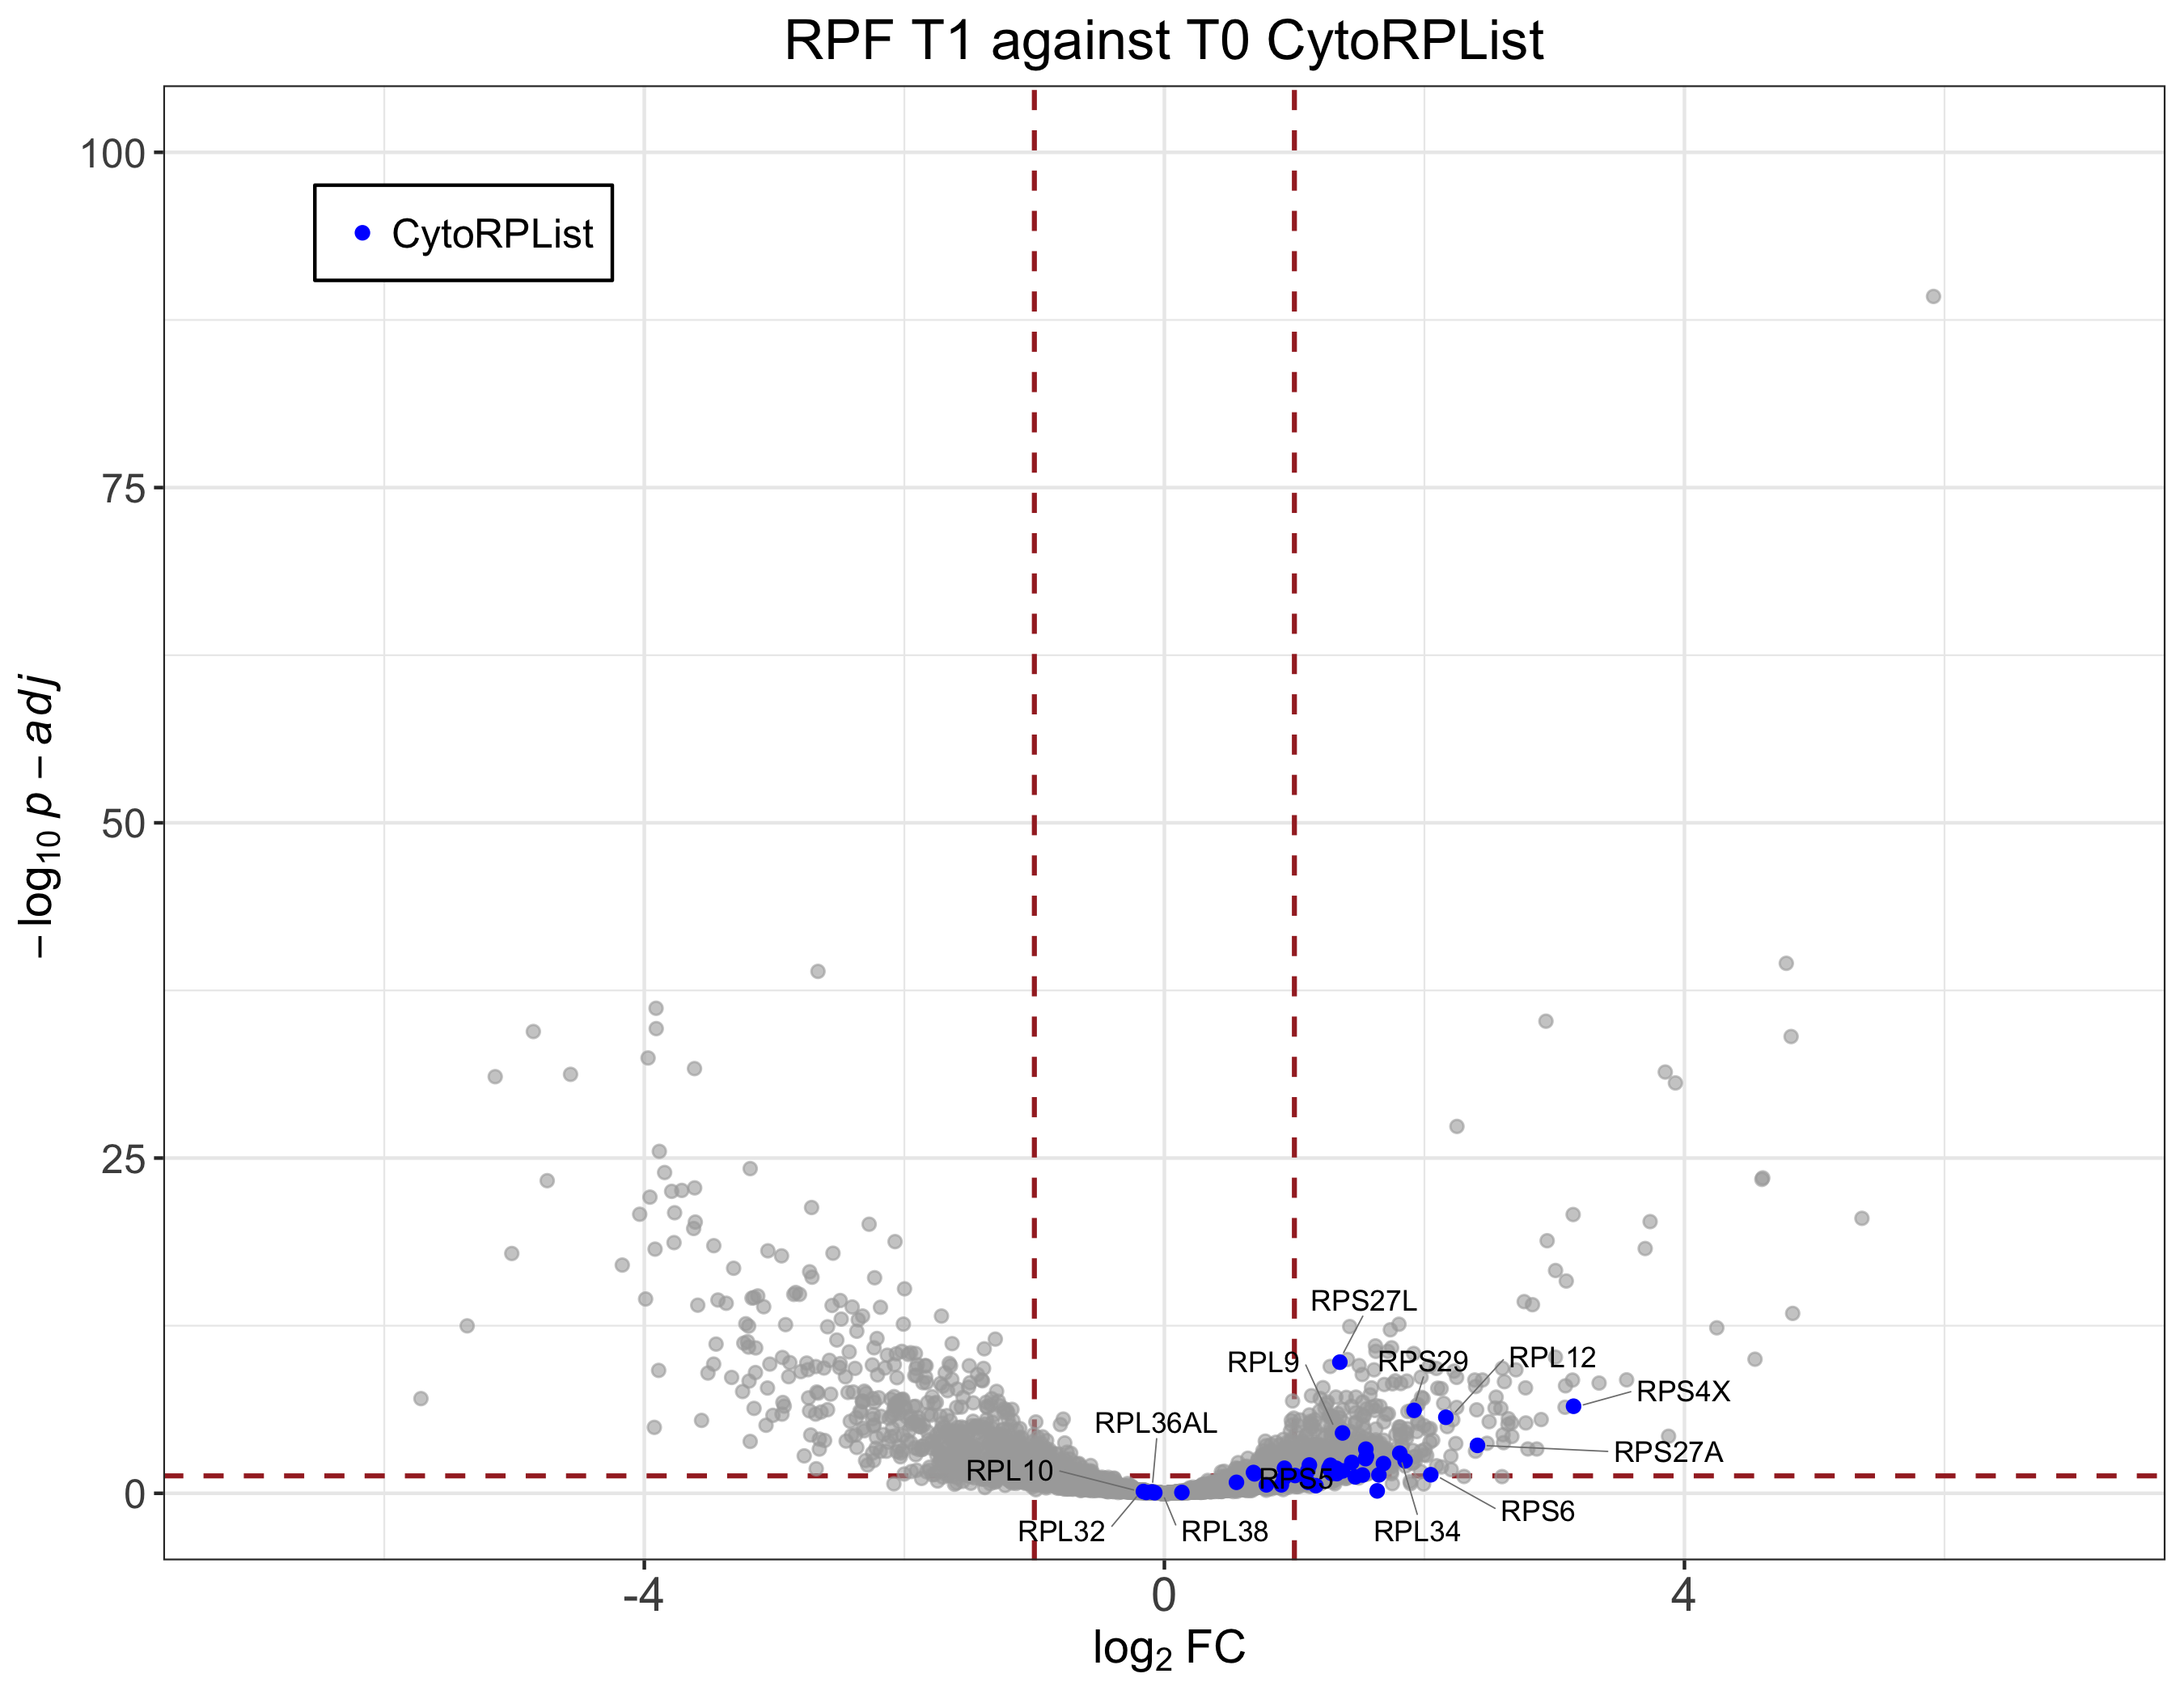 RPF T1 against T0 CytoRPList
100
CytoRPList
75
−log10 p − adj
50
25
RPS27L
RPL9
RPS29
RPL12
RPS4X
RPL36AL
RPS27A
RPL10
RPS5
0
RPS6
RPL32
RPL38
RPL34
-4
0
4
log2 FC